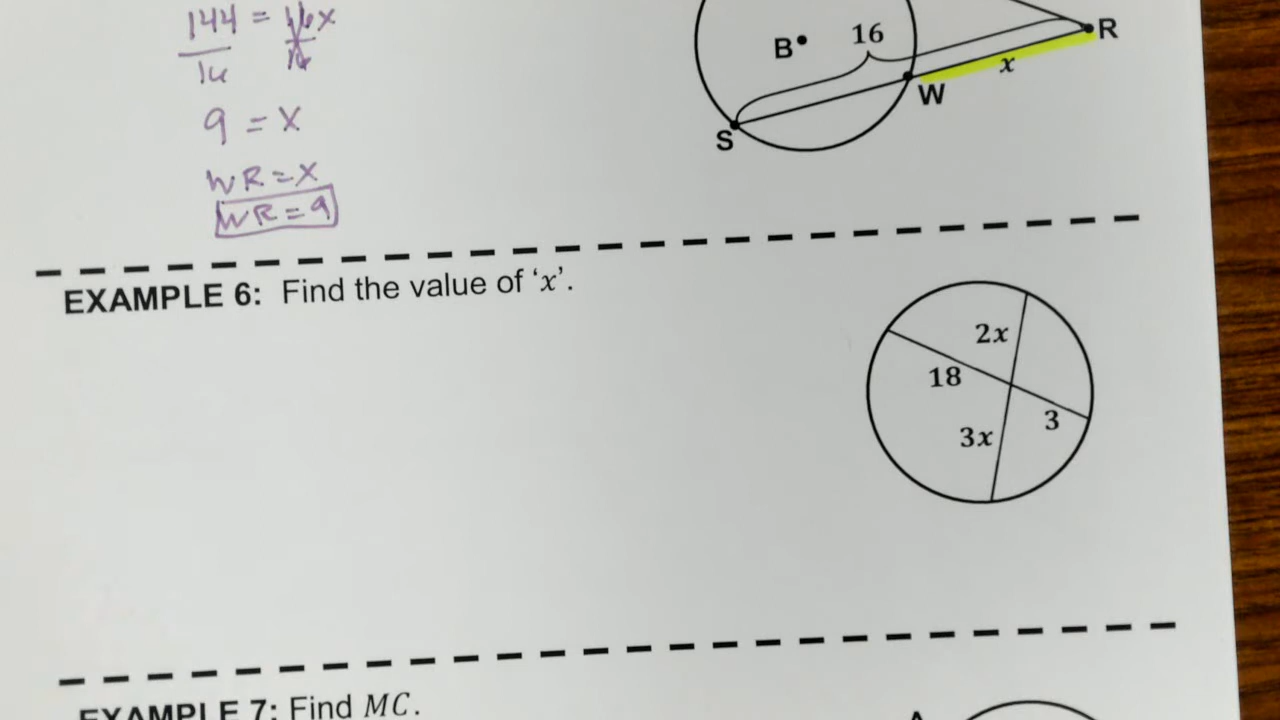 144 = 16x
16 16
9 = x
WR = x
WR = 9
B
16
R
x
W
S
EXAMPLE 6: Find the value of ‘x’.
2x
18
3
3x
EXAMPLE 7: Find MC.
A